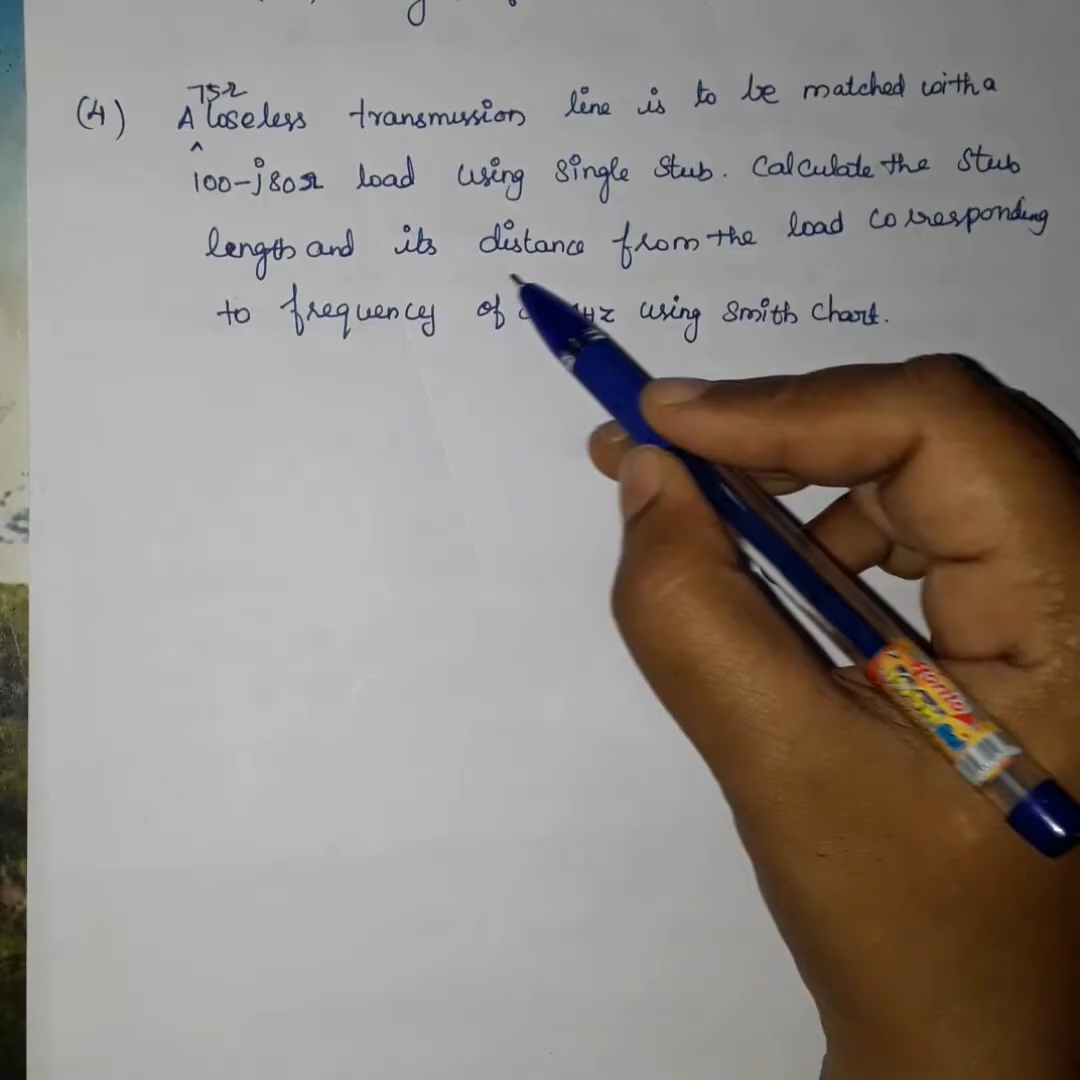 75Ω
(4) A loseless transmission line is to be matched with a
^
100-j80Ω load using single stub. Calculate the stub
length and its distance from the load corresponding
to frequency of Hz using smith chart.